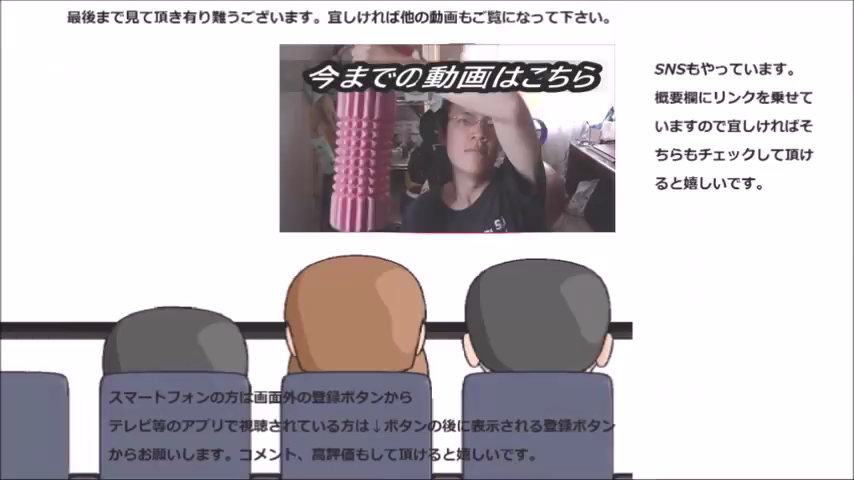 最後まで見て頂き有り難うございます。宜しければ他の動画もご覧になって下さい。
今までの動画はこちら
SNSもやっています。
概要欄にリンクを乗せて
いますので宜しければそ
ちらもチェックして頂け
ると嬉しいです。
スマートフォンの方は画面外の登録ボタンから
テレビ等のアプリで視聴されている方は↓ボタンの後に表示される登録ボタン
からお願いします。コメント、高評価もして頂けると嬉しいです。